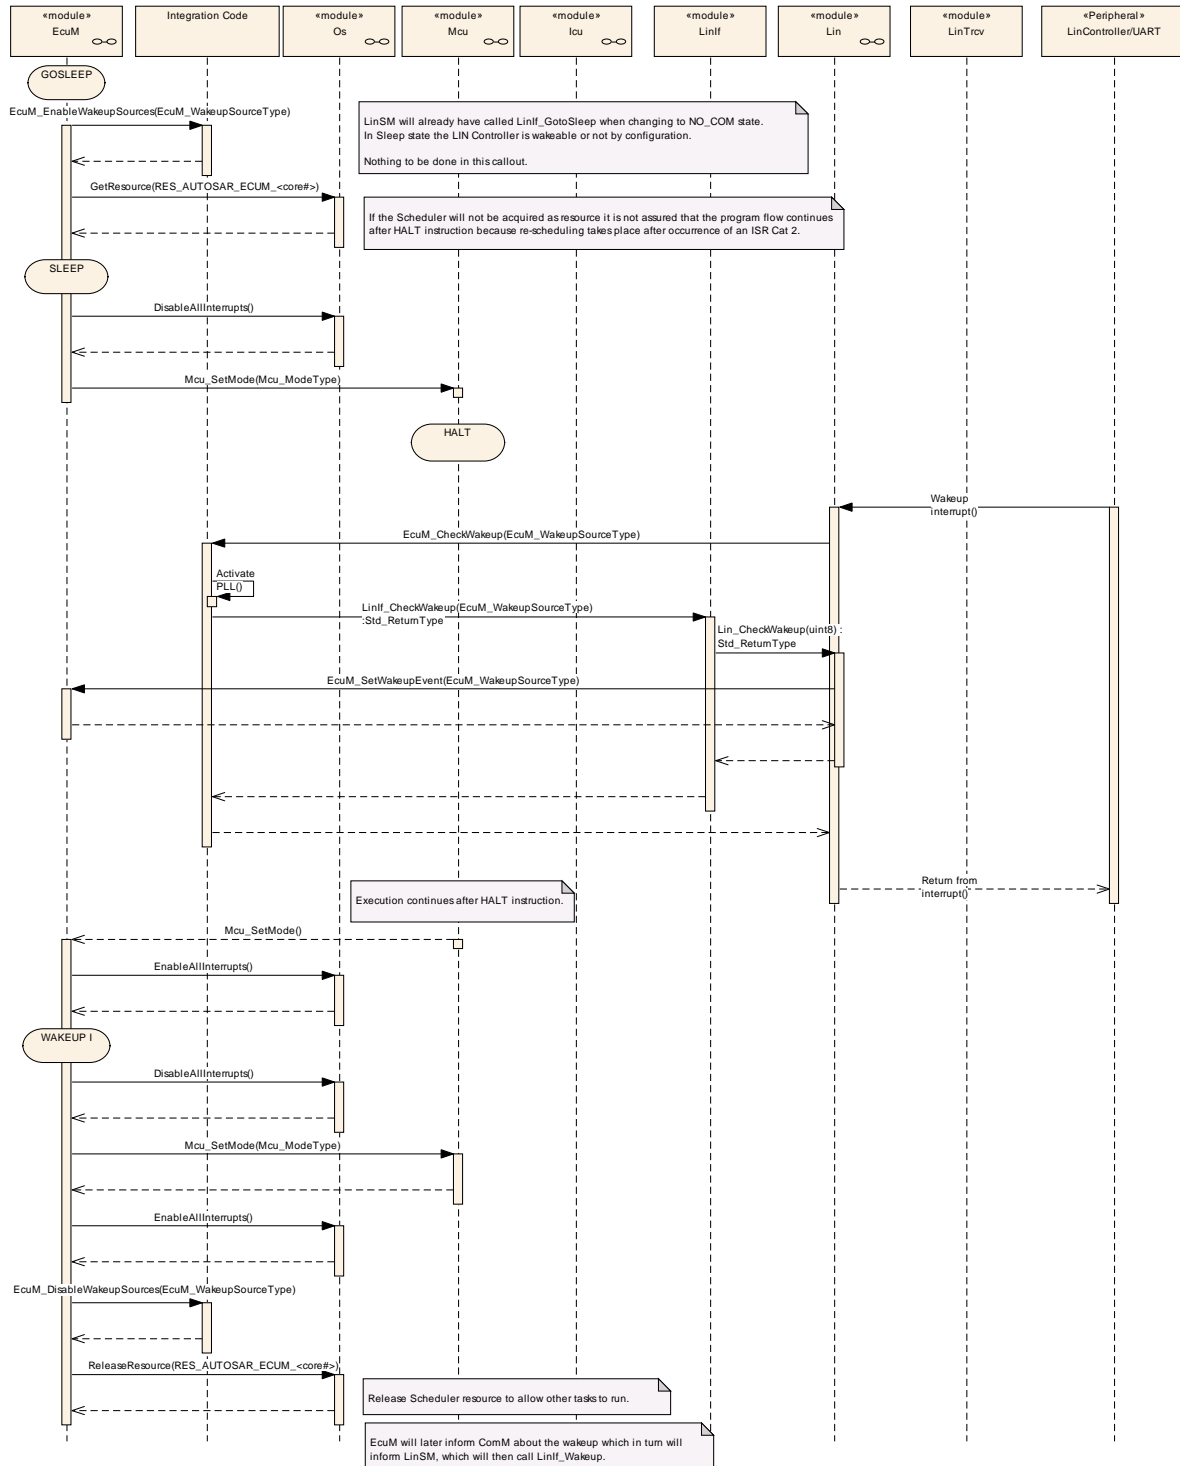 «module»
EcuM
Integration Code
«module»
Os
«module»
Mcu
«module»
Icu
«module»
LinIf
«module»
Lin
«module»
LinTrcv
«Peripheral»
LinController/UART
GOSLEEP
EcuM_EnableWakeupSources(EcuM_WakeupSourceType)
LinSM will already have called LinIf_GotoSleep when changing to NO_COM state.
In Sleep state the LIN Controller is wakeable or not by configuration.
Nothing to be done in this callout.
GetResource(RES_AUTOSAR_ECUM_<core#>)
If the Scheduler will not be acquired as resource it is not assured that the program flow continues
after HALT instruction because re-scheduling takes place after occurrence of an ISR Cat 2.
SLEEP
DisableAllInterrupts()
Mcu_SetMode(Mcu_ModeType)
HALT
Wakeup
interrupt()
EcuM_CheckWakeup(EcuM_WakeupSourceType)
Activate
PLL()
LinIf_CheckWakeup(EcuM_WakeupSourceType)
:Std_ReturnType
Lin_CheckWakeup(uint8) :
Std_ReturnType
EcuM_SetWakeupEvent(EcuM_WakeupSourceType)
Return from
interrupt()
Execution continues after HALT instruction.
Mcu_SetMode()
EnableAllInterrupts()
WAKEUP I
DisableAllInterrupts()
Mcu_SetMode(Mcu_ModeType)
EnableAllInterrupts()
EcuM_DisableWakeupSources(EcuM_WakeupSourceType)
ReleaseResource(RES_AUTOSAR_ECUM_<core#>)
Release Scheduler resource to allow other tasks to run.
EcuM will later inform ComM about the wakeup which in turn will
inform LinSM, which will then call LinIf_Wakeup.